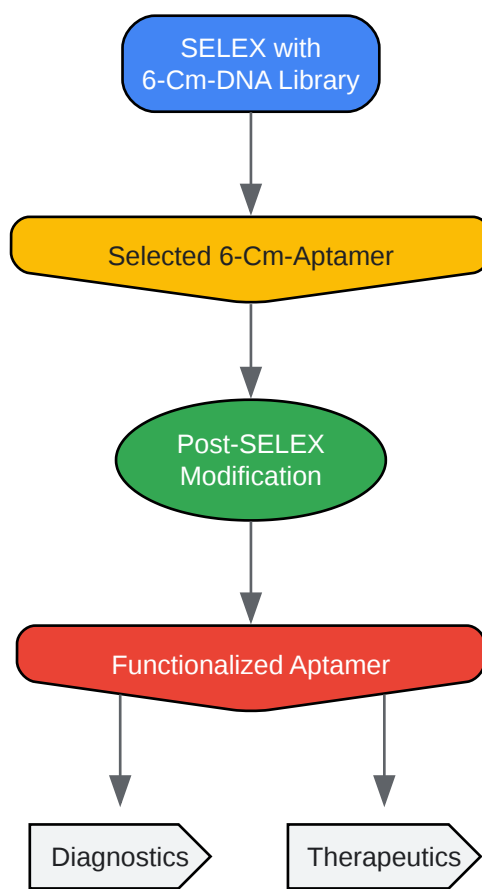 SELEX with
6-Cm-DNA Library
Selected 6-Cm-Aptamer
Post-SELEX
Modification
Functionalized Aptamer
Diagnostics
Therapeutics